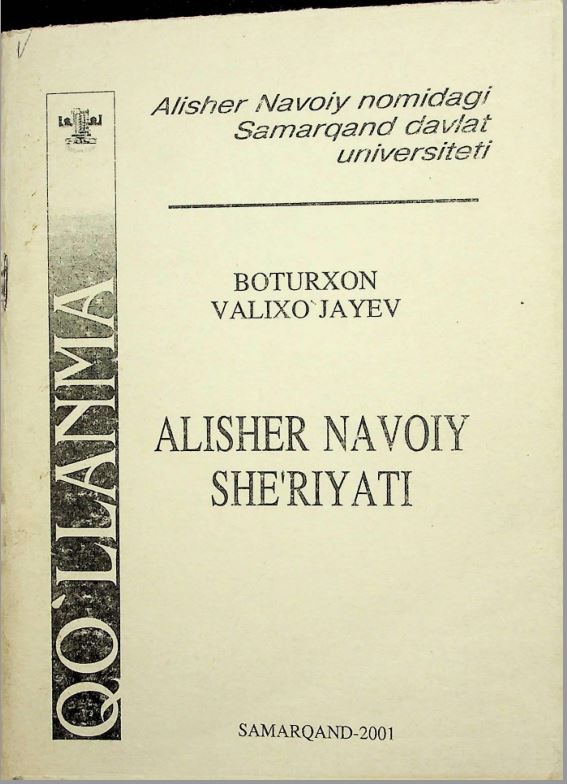 Alisher Navoiy nomidagi
Samarqand davlat
universiteti
BOTURXON
VALIXO`JAYEV
ALISHER NAVOIY
SHE'RIYATI
QO`LLANMA
SAMARQAND-2001